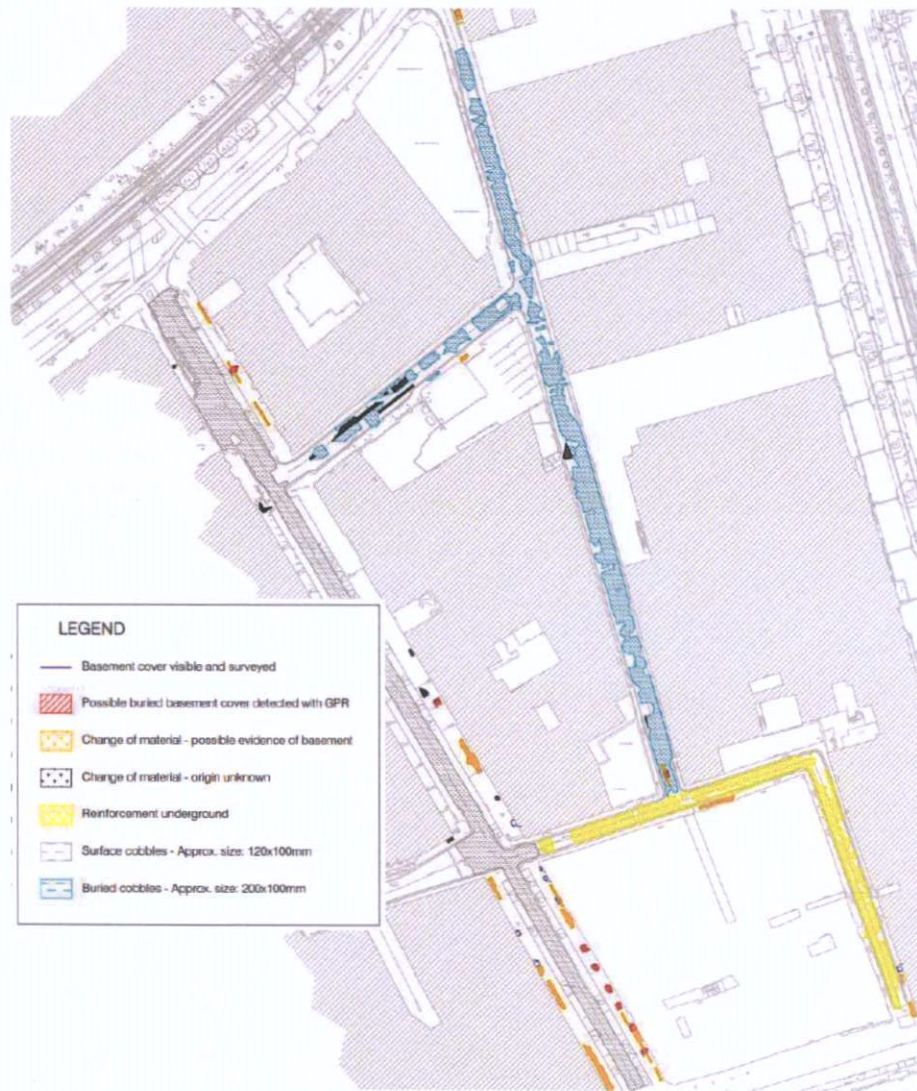 LEGEND
Basement cover visible and surveyed
Possible buried basement cover detected with GPR
Change of material - possible evidence of basement
Change of material - origin unknown
Reinforcement underground
Surface cobbles - Approx. size: 120x100mm
Buried cobbles - Approx. size: 200x100mm